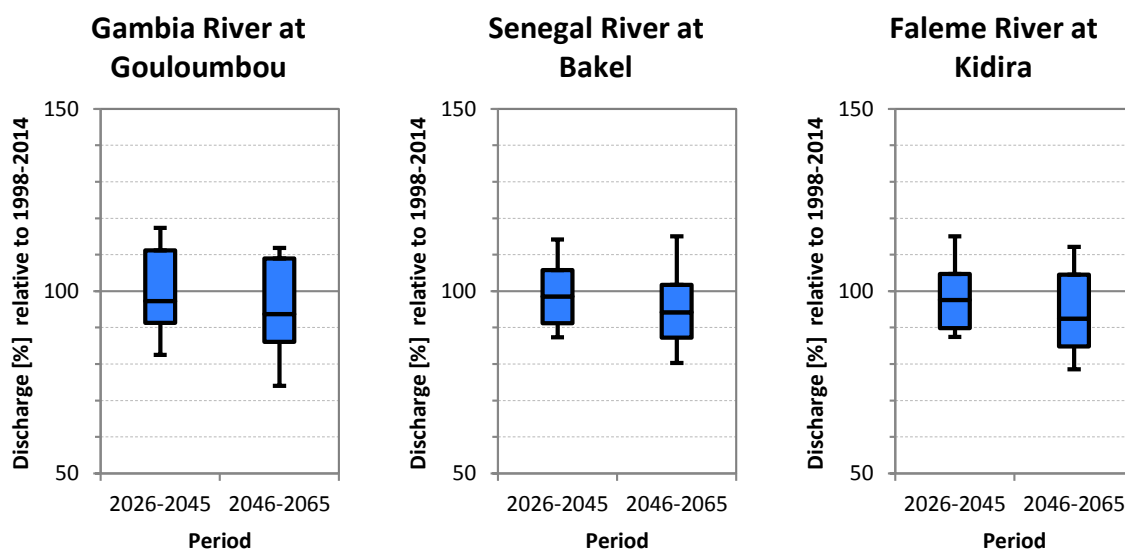 Gambia River at
Gouloumbou
Discharge [%]  relative to 1998-2014
150
100
50
2026-2045
2046-2065
Period
Senegal River at
Bakel
Discharge [%]  relative to 1998-2014
150
100
50
2026-2045
2046-2065
Period
Faleme River at
Kidira
Discharge [%]  relative to 1998-2014
150
100
50
2026-2045
2046-2065
Period